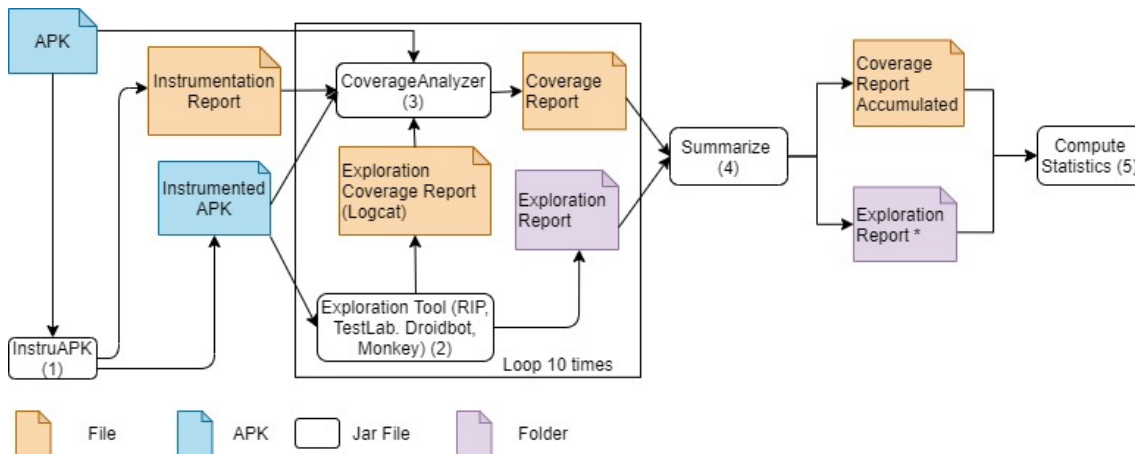 APK
Instrumentation
Report
CoverageAnalyzer
(3)
Coverage
Report
Coverage
Report
Accumulated
Instrumented
APK
Exploration
Coverage Report
(Logcat)
Exploration
Report
Summarize
(4)
Compute
Statistics (5)
Exploration
Report *
InstruAPK
(1)
Exploration Tool (RIP,
TestLab. Droidbot,
Monkey) (2)
Loop 10 times
File
APK
Jar File
Folder